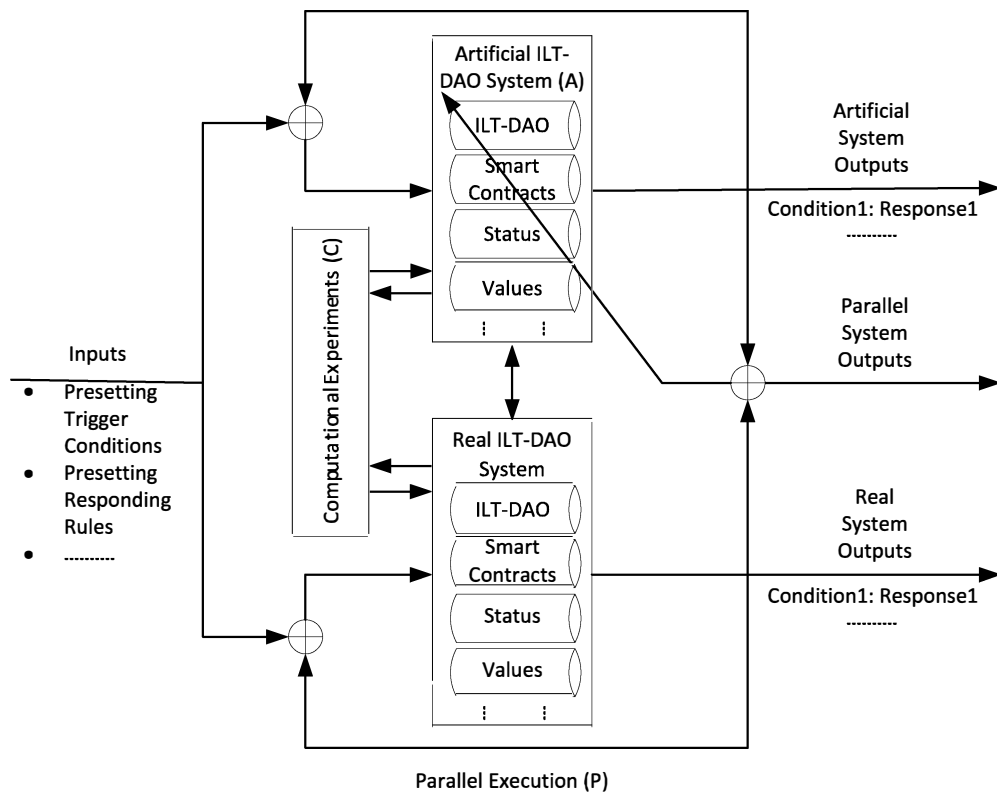 Artificial ILT-
DAO System (A)
ILT-DAO
Smart
Contracts
Status
Values
Artificial
System
Outputs
Condition1: Response1
----------
Computational Experiments (C)
Parallel
System
Outputs
Inputs
• Presetting
Trigger
Conditions
• Presetting
Responding
Rules
• ----------
Real ILT-DAO
System
ILT-DAO
Smart
Contracts
Status
Values
Real
System
Outputs
Condition1: Response1
----------
Parallel Execution (P)